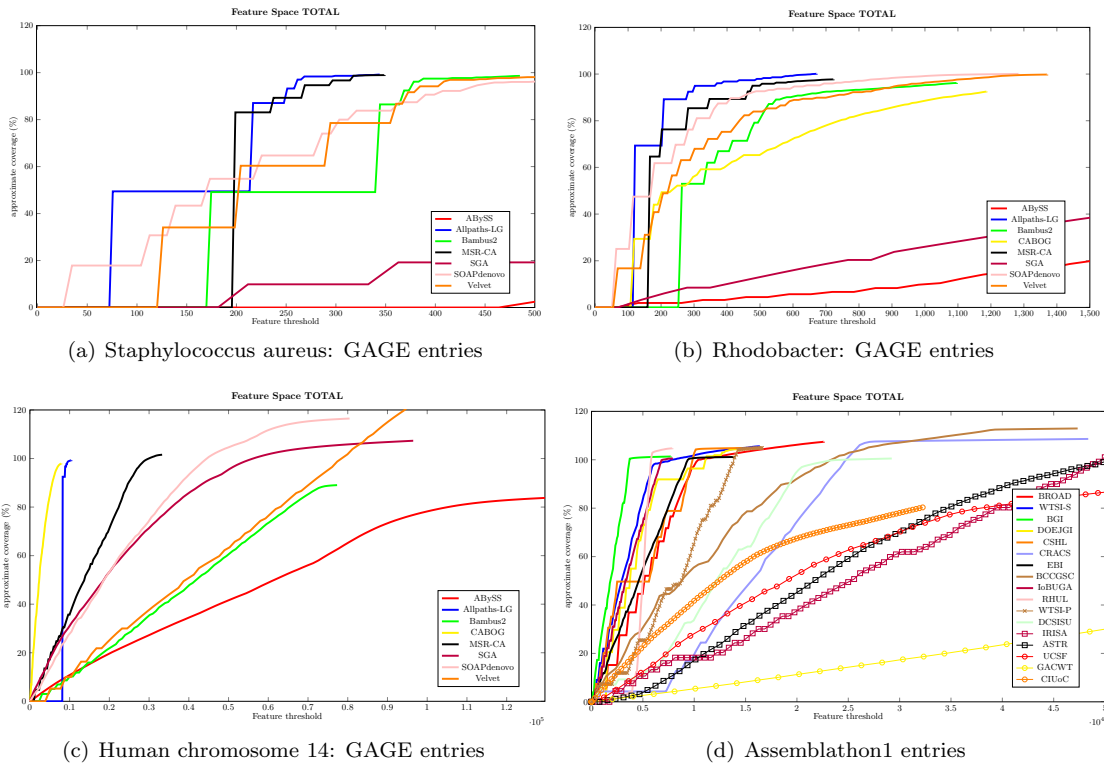 Feature Space TOTAL
approximate coverage (%)
0 20 40 60 80 100 120
0 100 200 300 400 500
Feature threshold
ABySS
Allpaths-LG
Bambus2
MSR-CA
SGA
SOAPdenovo
Velvet
(a) Staphylococcus aureus: GAGE entries
Feature Space TOTAL
approximate coverage (%)
0 20 40 60 80 100 120
0 100 200 300 400 500 600 700 800 900 1,000 1,100 1,200 1,300 1,400 1,500
Feature threshold
ABySS
Allpaths-LG
Bambus2
CABOG
MSR-CA
SGA
SOAPdenovo
Velvet
(b) Rhodobacter: GAGE entries
Feature Space TOTAL
approximate coverage (%)
0 20 40 60 80 100 120
0 0.1 0.2 0.3 0.4 0.5 0.6 0.7 0.8 0.9 1 1.1 1.2
Feature threshold
·10⁵
ABySS
Allpaths-LG
Bambus2
CABOG
MSR-CA
SGA
SOAPdenovo
Velvet
(c) Human chromosome 14: GAGE entries
Feature Space TOTAL
approximate coverage (%)
0 20 40 60 80 100 120
0 0.5 1 1.5 2 2.5 3 3.5 4 4.5
Feature threshold
BROAD
WTSI-S
BGI
DOEJGI
CSHL
CRACS
EBI
BCCGSC
IoBUGA
RHUL
WTSI-P
DCSISU
IRISA
ASTR
UCSF
GACWT
CIUoC
(d) Assemblathon1 entries